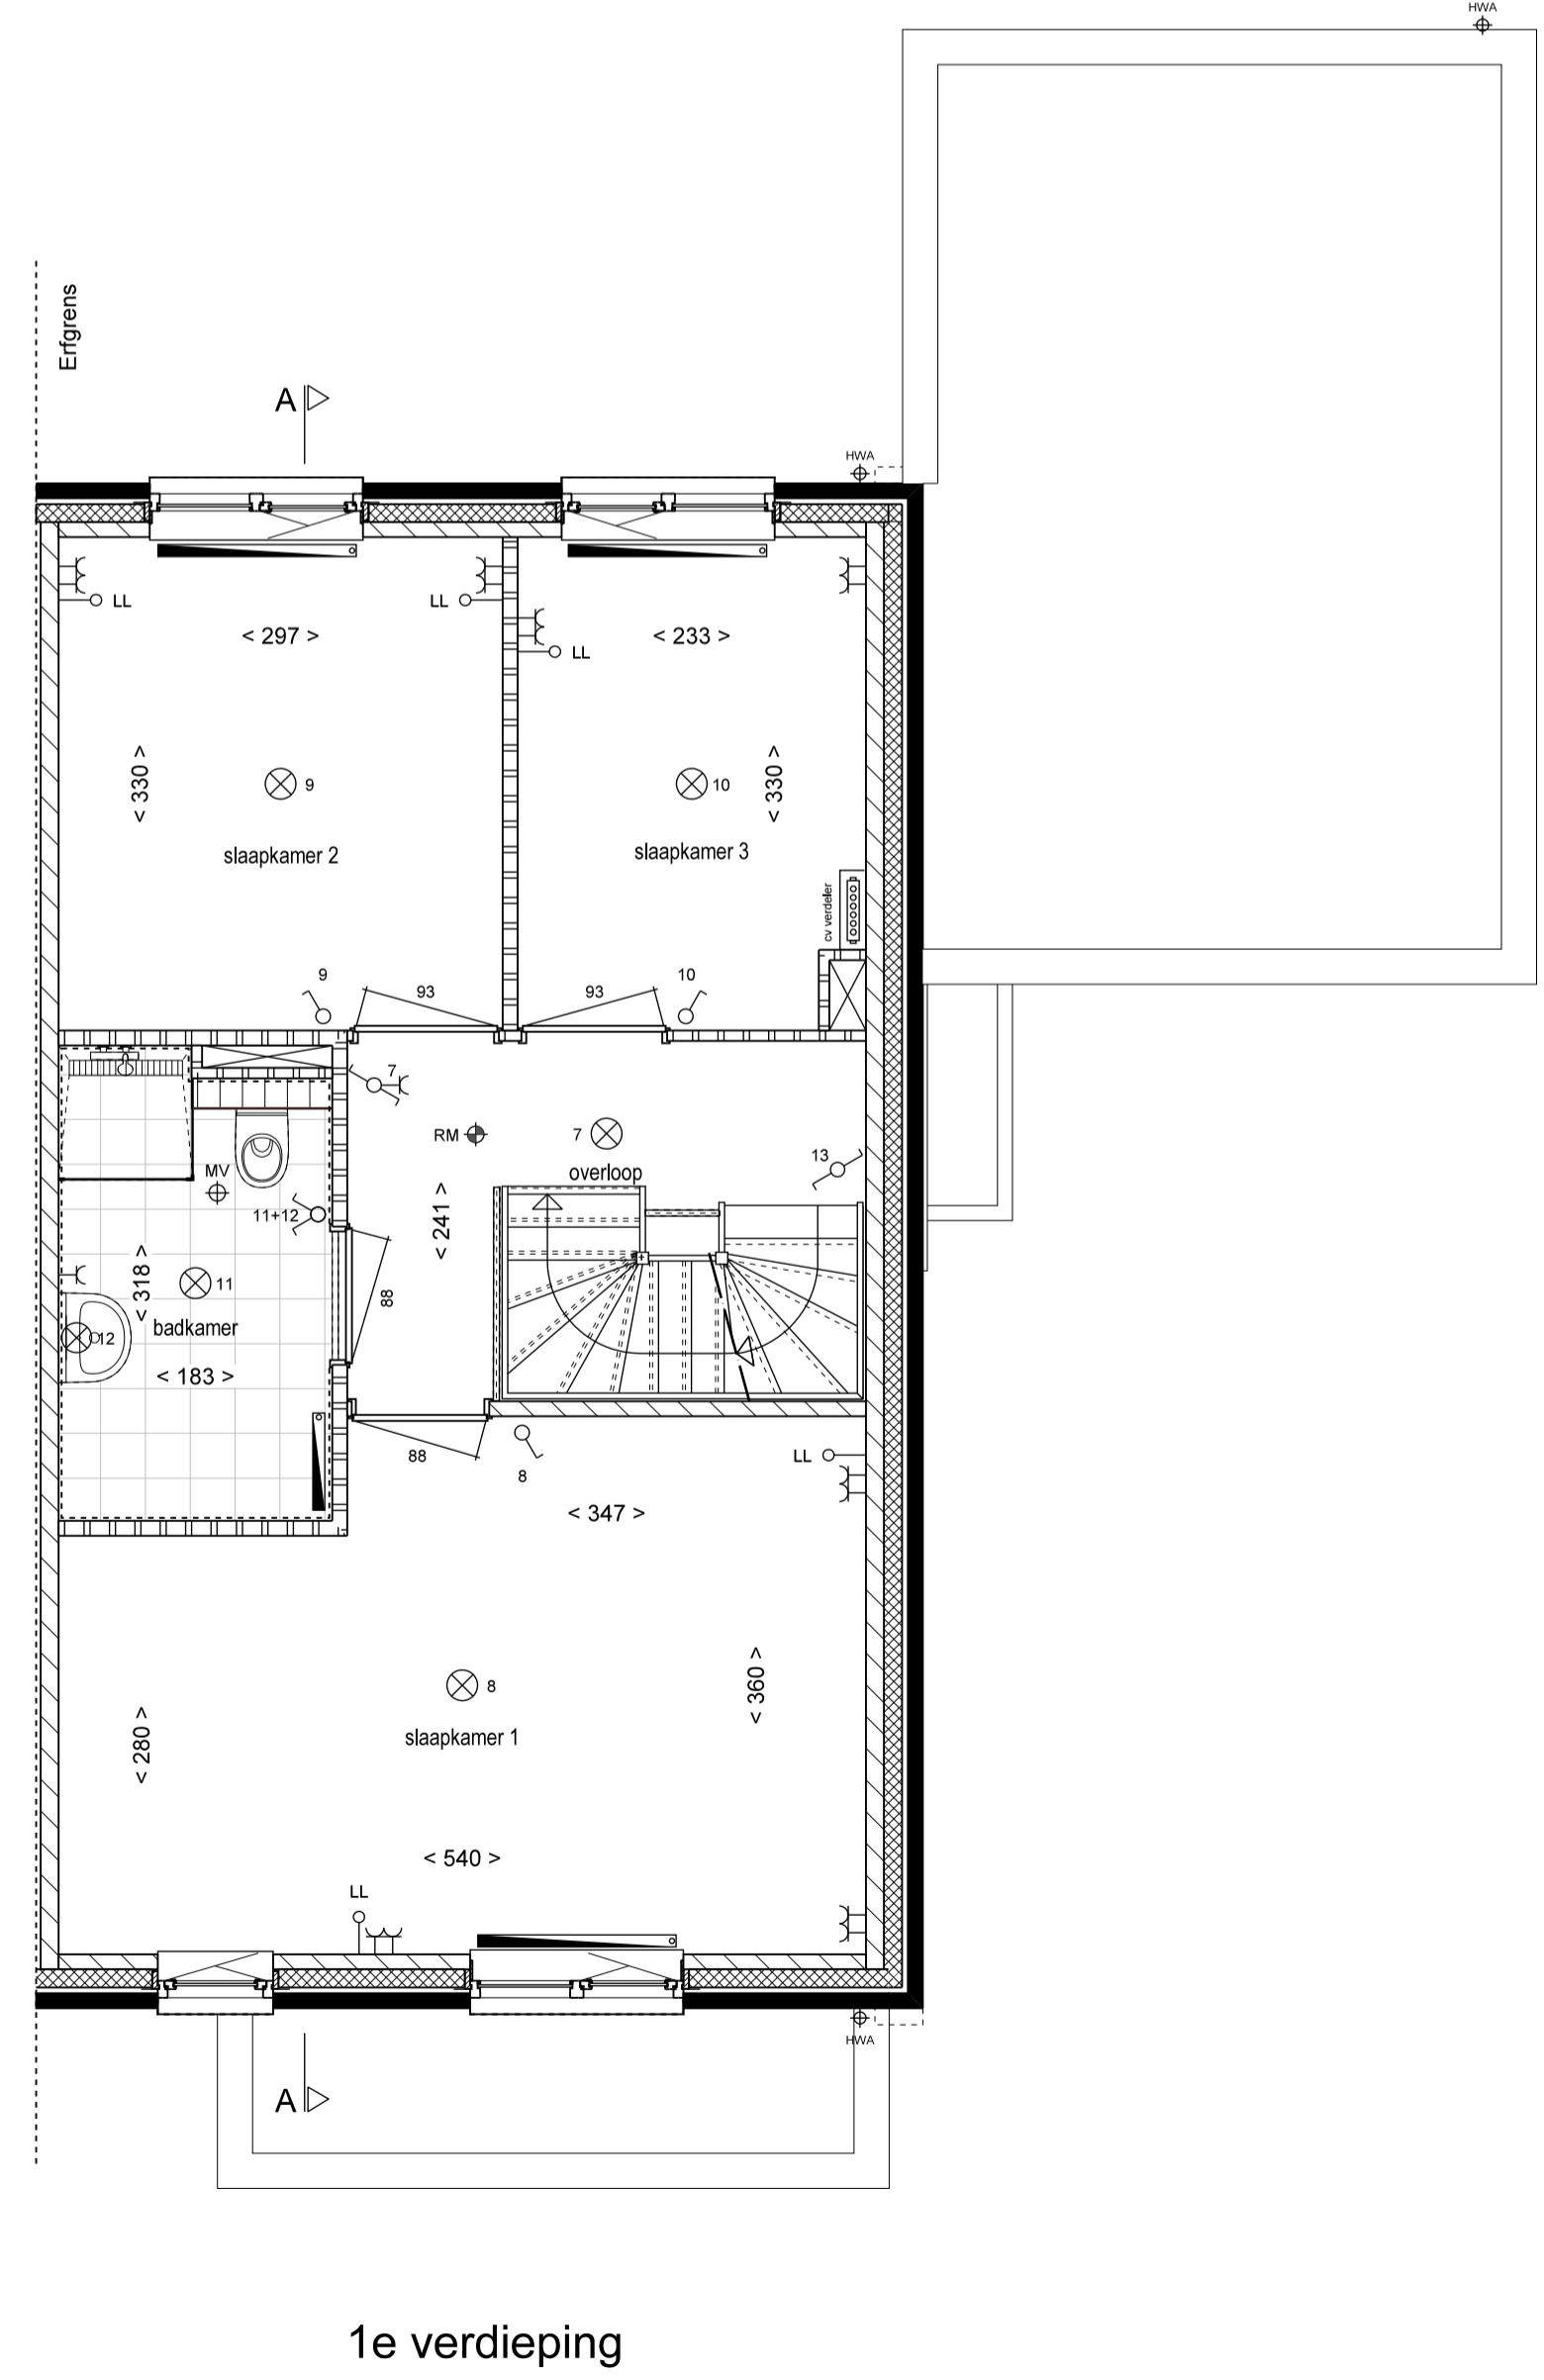 HWA
Erfgrens
A
HWA
LL
LL
< 297 >
< 233 >
LL
< 330 >
9
10
< 330 >
slaapkamer 2
slaapkamer 3
cv verdeler
9
93
93
10
7
RM
7
overloop
13
MV
11+12
< 241 >
< 318 >
11
88
12
badkamer
< 183 >
88
8
LL
< 347 >
8
< 360 >
slaapkamer 1
< 280 >
< 540 >
LL
HWA
A
1e verdieping